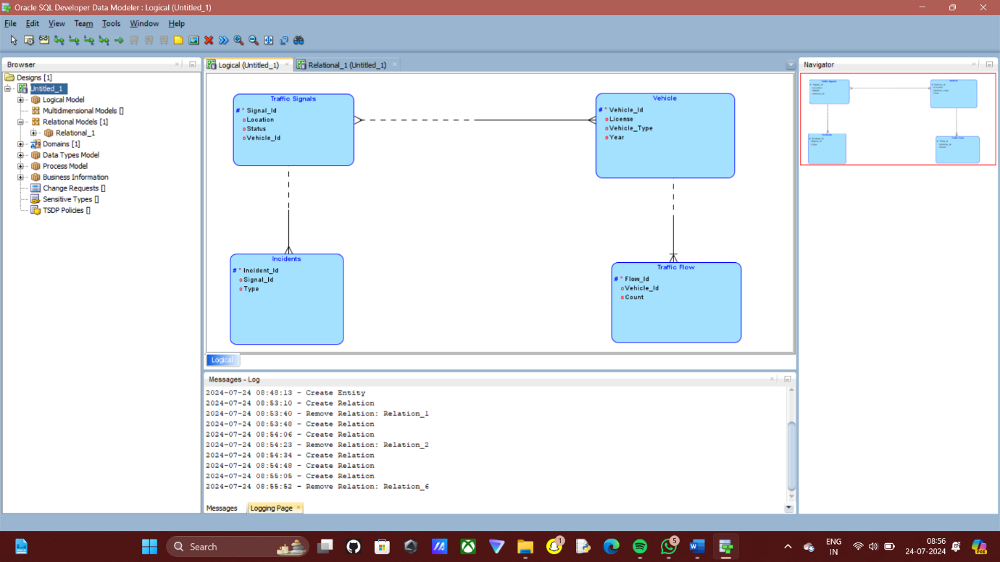 Oracle SQL Developer Data Modeler : Logical (Untitled_1)
File Edit View Team Tools Window Help
Browser
Designs [1]
Untitled_1
Logical Model
Multidimensional Models []
Relational Models [1]
Relational_1
Domains [1]
Data Types Model
Process Model
Business Information
Change Requests []
Sensitive Types []
TSDP Policies []
Logical (Untitled_1) Relational_1 (Untitled_1)
Traffic Signals
# * Signal_Id
o Location
o Status
o Vehicle_Id
Vehicle
# * Vehicle_Id
o License
o Vehicle_Type
o Year
Incidents
# * Incident_Id
o Signal_Id
o Type
Traffic Flow
# * Flow_Id
o Vehicle_Id
o Count
Logical
Messages - Log
2024-07-24 08:48:13 - Create Entity
2024-07-24 08:53:10 - Create Relation
2024-07-24 08:53:40 - Remove Relation: Relation_1
2024-07-24 08:53:48 - Create Relation
2024-07-24 08:54:06 - Create Relation
2024-07-24 08:54:23 - Remove Relation: Relation_2
2024-07-24 08:54:34 - Create Relation
2024-07-24 08:54:48 - Create Relation
2024-07-24 08:55:05 - Create Relation
2024-07-24 08:55:52 - Remove Relation: Relation_6
Messages Logging Page
Navigator
Search
1
5
ENG
IN
08:56
24-07-2024
PRE